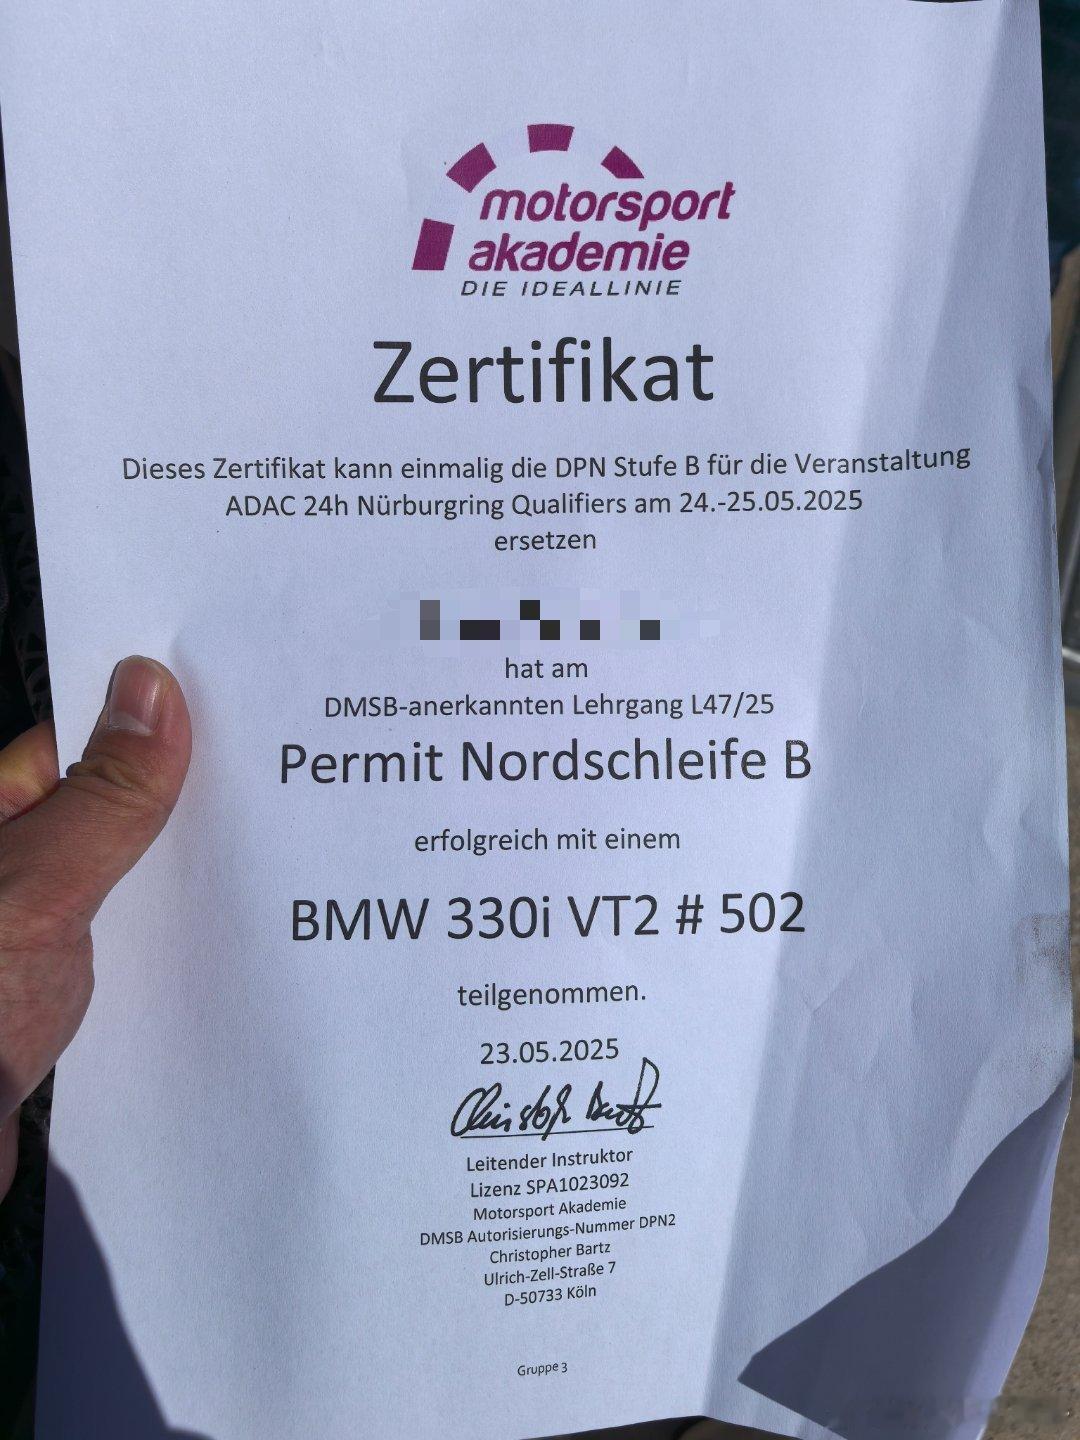 motorsport
akademie
DIE IDEALLINIE
Zertifikat
Dieses Zertifikat kann einmalig die DPN Stufe B für die Veranstaltung
ADAC 24h Nürburgring Qualifiers am 24.-25.05.2025
ersetzen
hat am
DMSB-anerkannten Lehrgang L47/25
Permit Nordschleife B
erfolgreich mit einem
BMW 330i VT2 # 502
teilgenommen.
23.05.2025
Christoph Bartz
Leitender Instruktor
Lizenz SPA1023092
Motorsport Akademie
DMSB Autorisierungs-Nummer DPN2
Christopher Bartz
Ulrich-Zell-Straße 7
D-50733 Köln
Gruppe 3